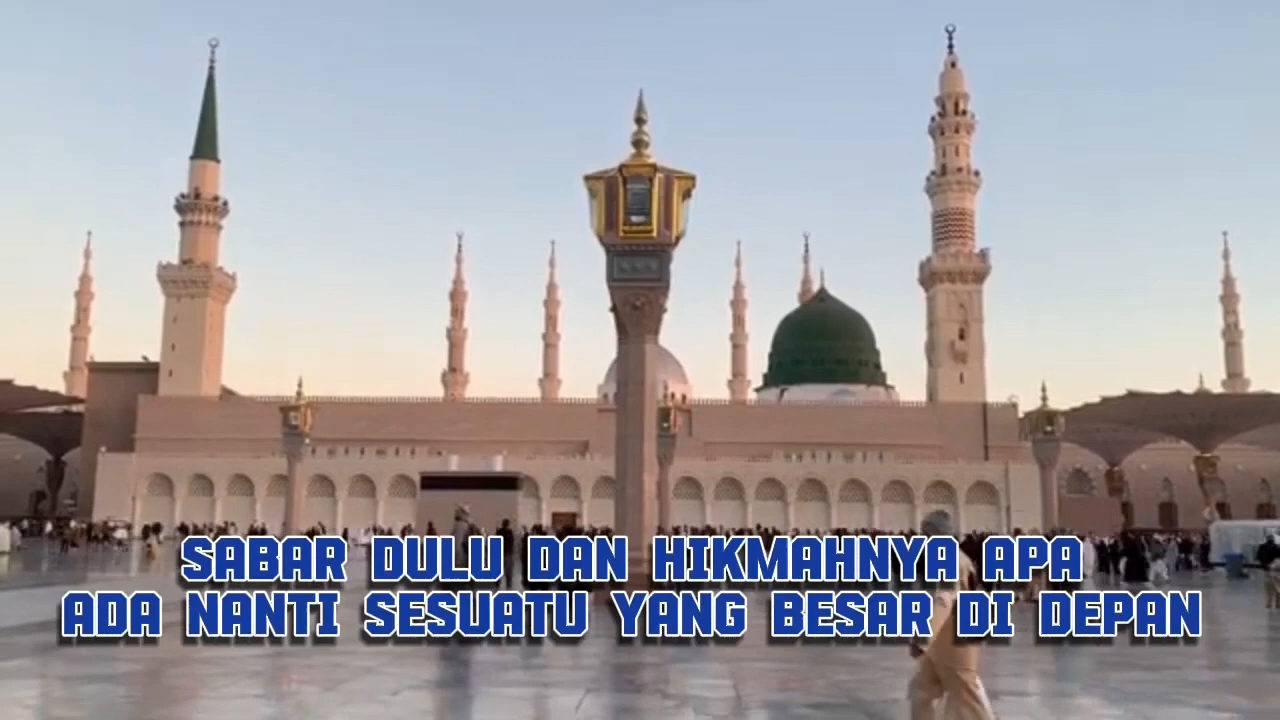 SABAR DULU DAN HIKMAHNYA APA
ADA NANTI SESUATU YANG BESAR DI DEPAN